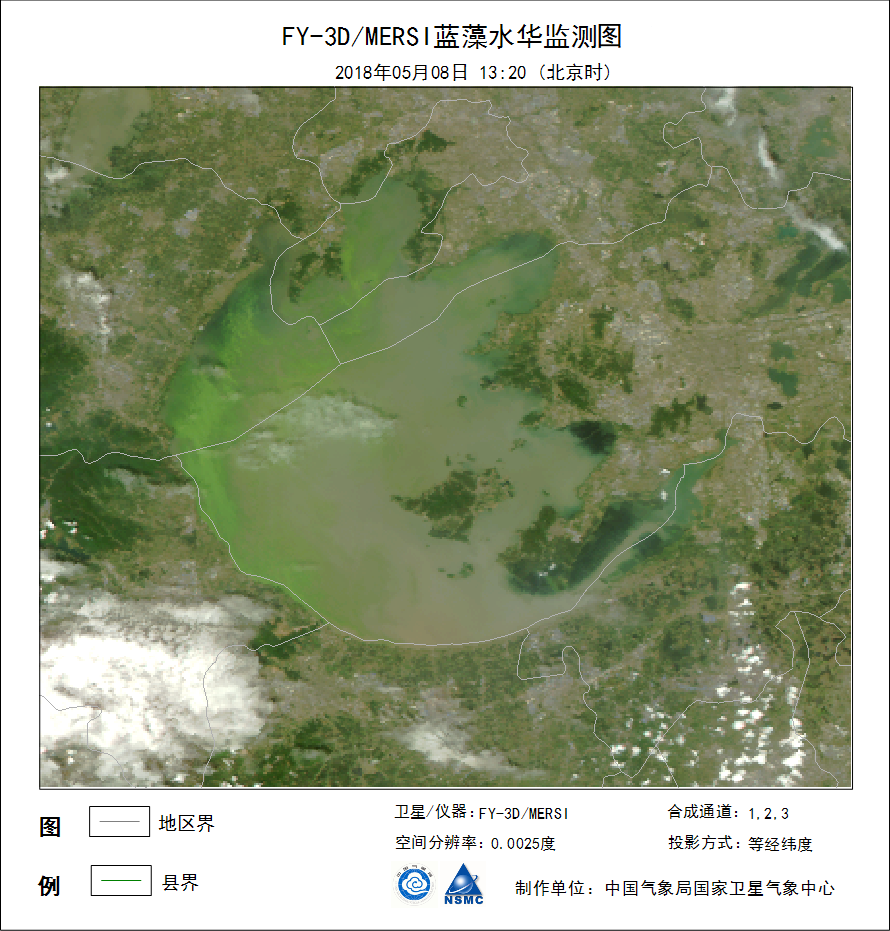 FY-3D/MERSI蓝藻水华监测图
2018年05月08日 13:20 (北京时)
图
例
地区界
县界
卫星/仪器:FY-3D/MERSI
空间分辨率: 0.0025度
合成通道: 1,2,3
投影方式: 等经纬度
NSMC
制作单位: 中国气象局国家卫星气象中心